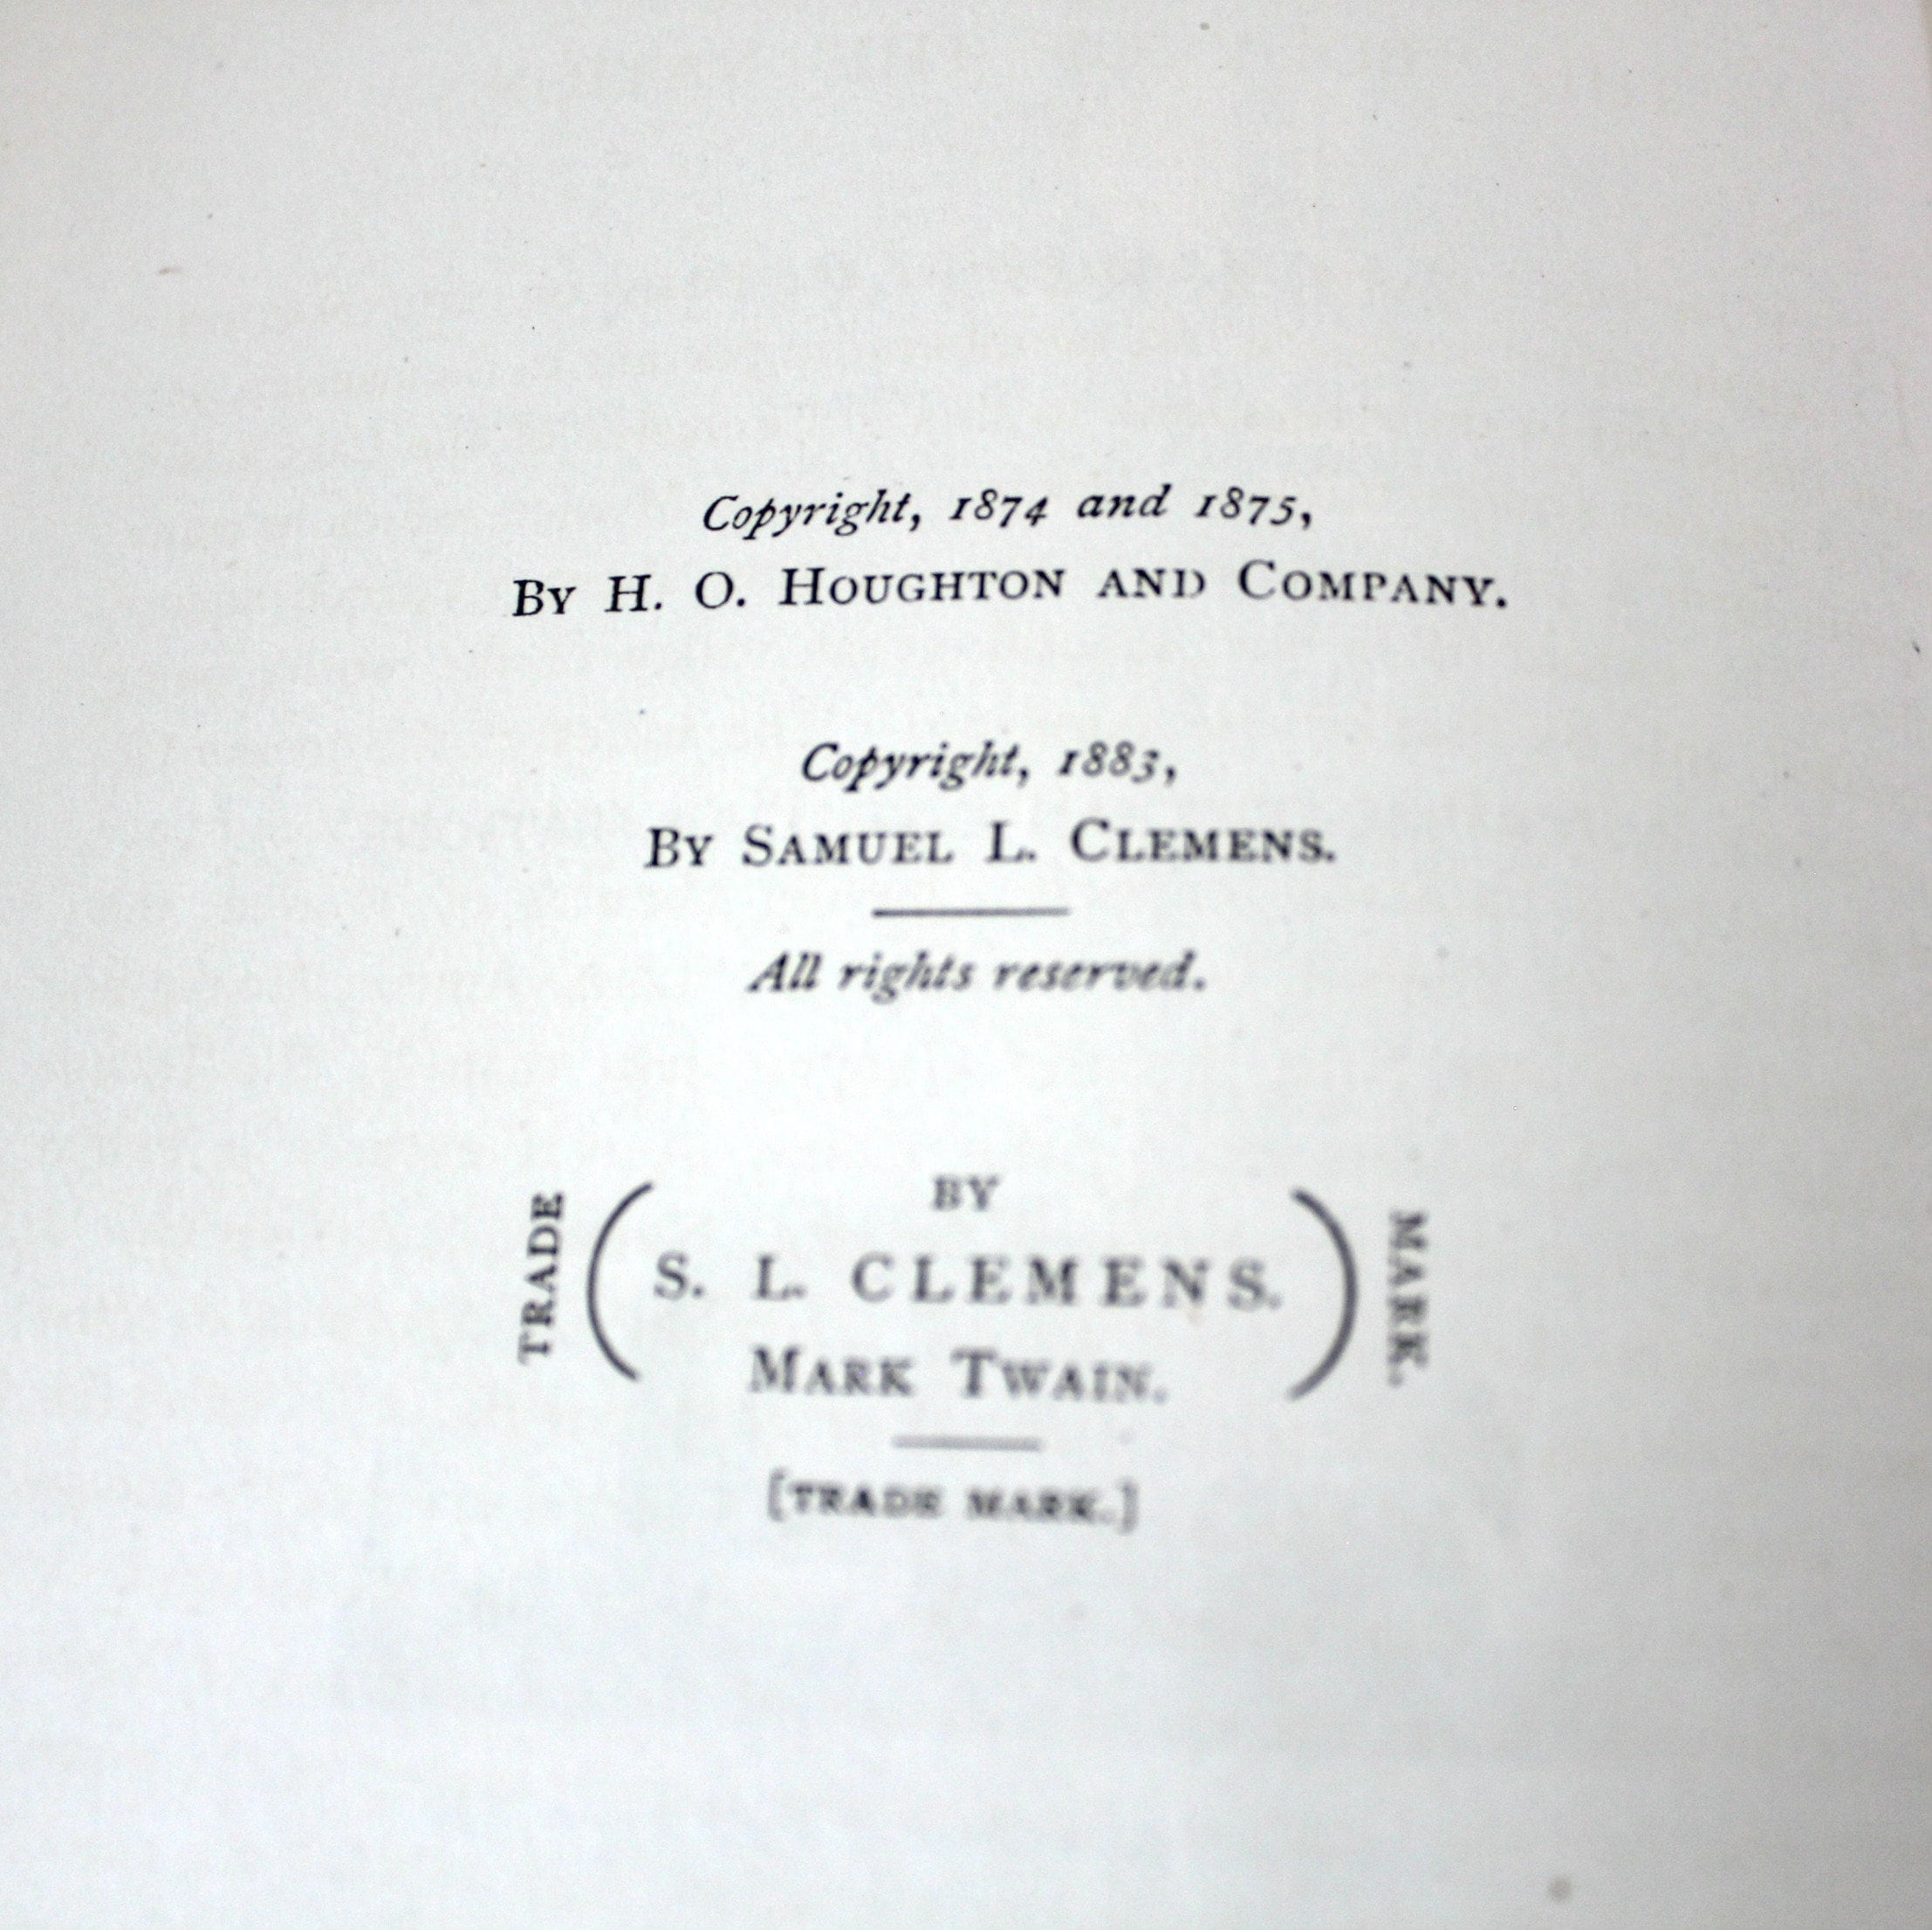 Copyright, 1874 and 1875,
By H. O. Houghton and Company.
Copyright, 1883,
By Samuel L. Clemens.
All rights reserved.
TRADE
BY
S. L. CLEMENS.
Mark Twain.
MARK.
[TRADE MARK.]